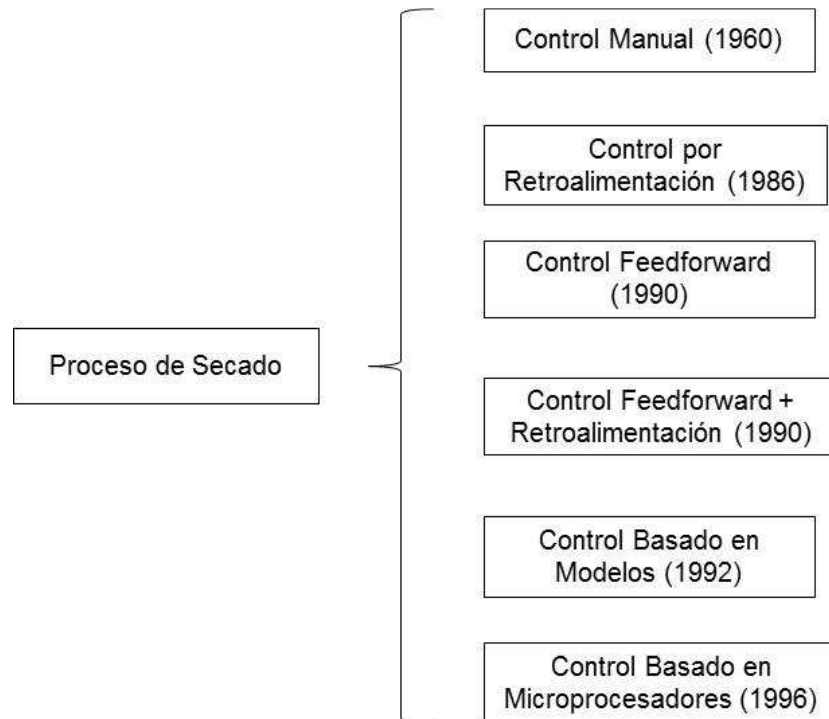 Control Manual (1960)
Control por
Retroalimentación (1986)
Control Feedforward
(1990)
Proceso de Secado
Control Feedforward +
Retroalimentación (1990)
Control Basado en
Modelos (1992)
Control Basado en
Microprocesadores (1996)